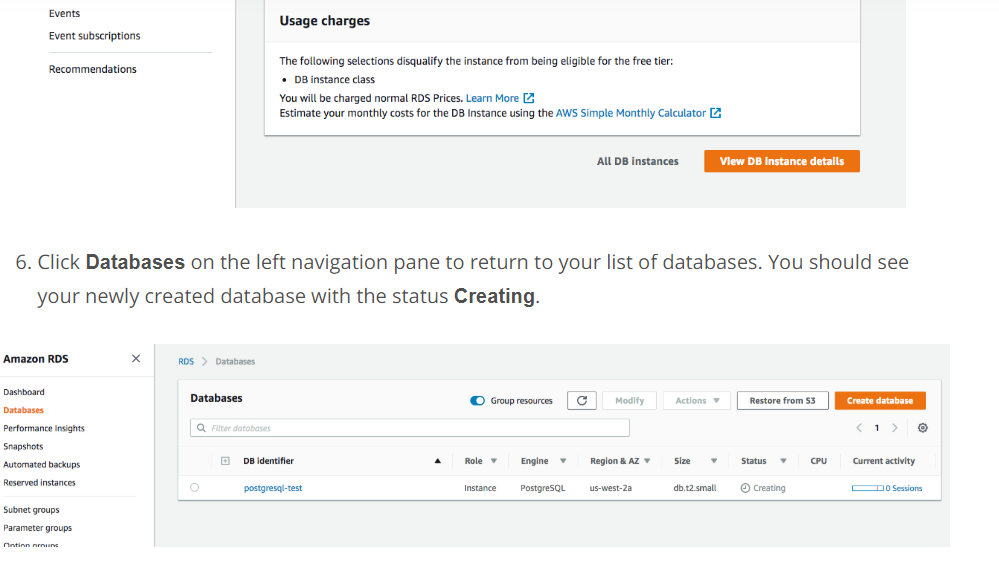 Events
Event subscriptions
Recommendations
Usage charges
The following selections disqualify the instance from being eligible for the free tier:
• DB instance class
You will be charged normal RDS Prices. Learn More
Estimate your monthly costs for the DB Instance using the AWS Simple Monthly Calculator
All DB instances
View DB Instance details
6. Click Databases on the left navigation pane to return to your list of databases. You should see
your newly created database with the status Creating.
Amazon RDS
Dashboard
Databases
Performance Insights
Snapshots
Automated backups
Reserved instances
Subnet groups
Parameter groups
Option groups
RDS > Databases
Databases
Group resources
Modify
Actions
Restore from S3
Create database
Filter databases
1
DB identifier Role Engine Region & AZ Size Status CPU Current activity
postgresql-test Instance PostgreSQL us-west-2a db.t2.small Creating 0 Sessions